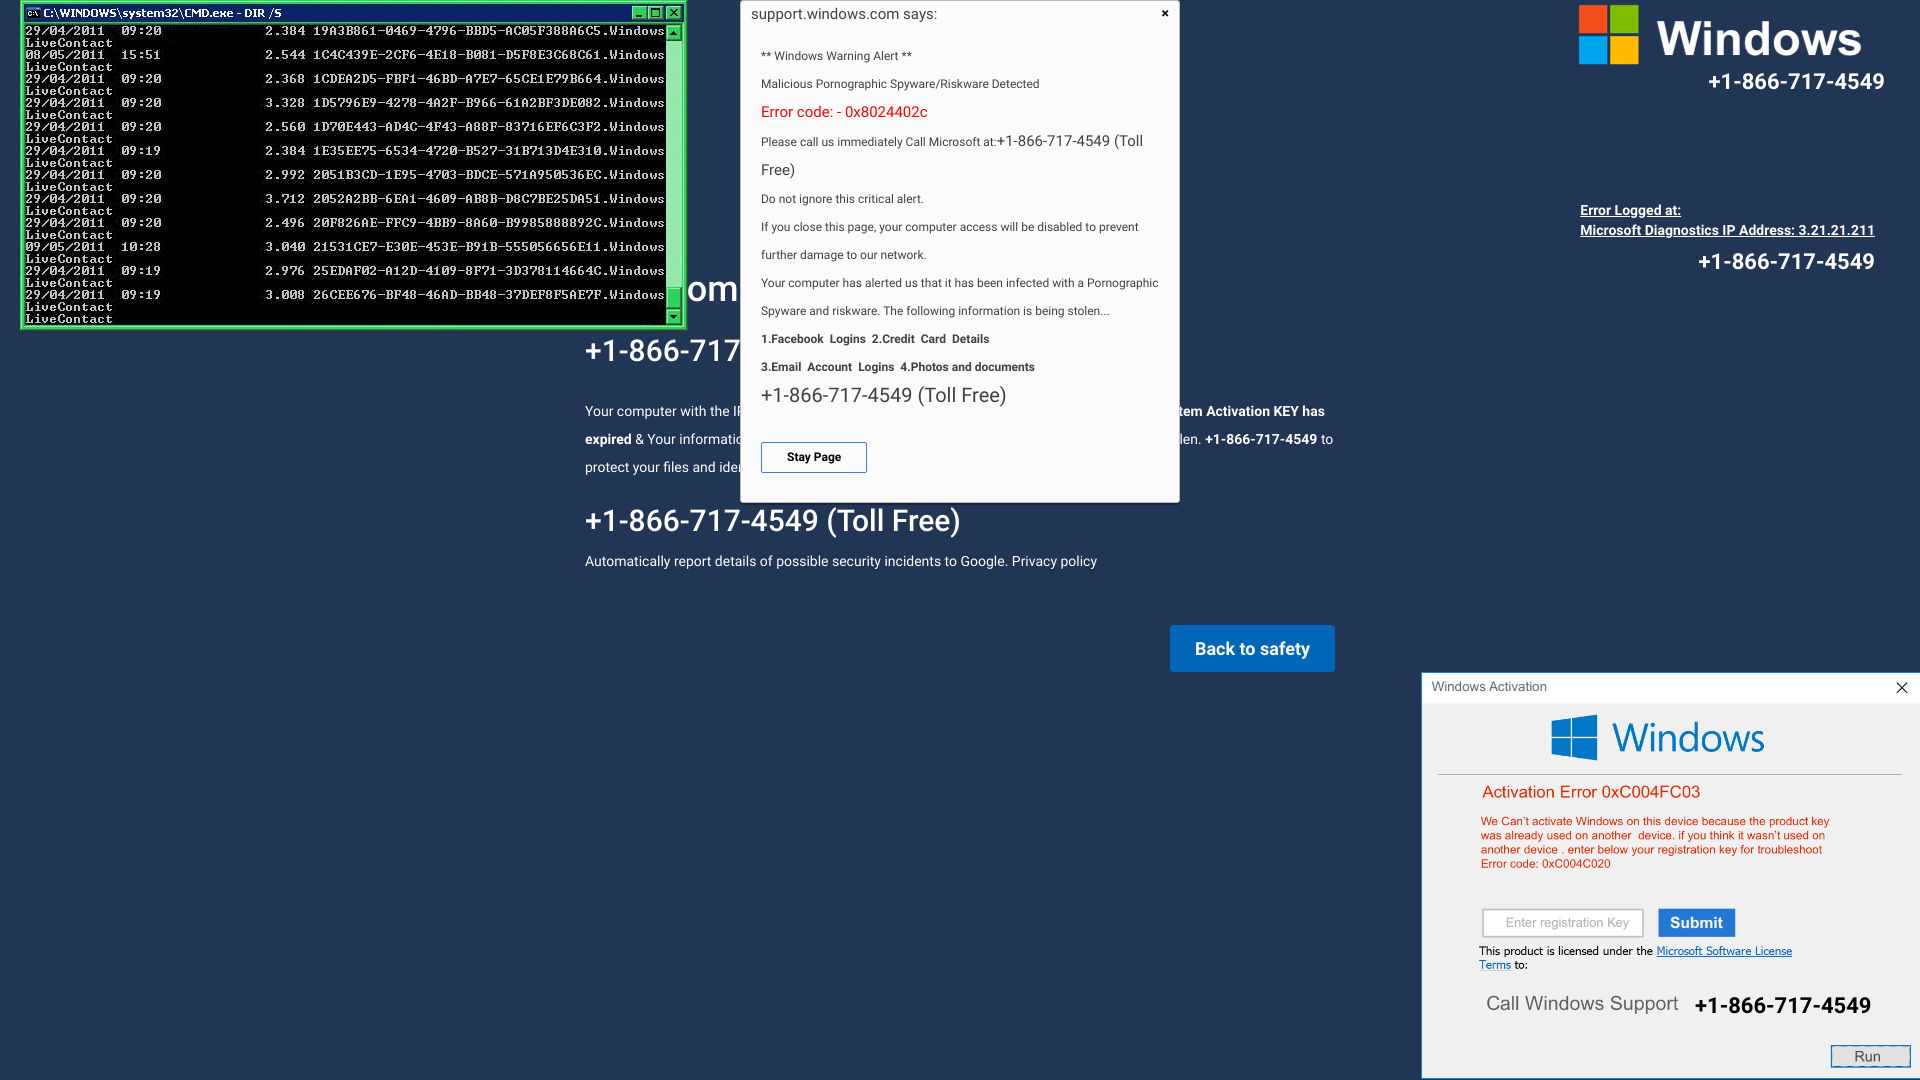 C:\WINDOWS\system32\CMD.exe - DIR /S
29/04/2011  09:20             2.384 19A3B861-0469-4796-BBD5-AC05F388A6C5.Windows
LiveContact
08/05/2011  15:51             2.544 1C4C439E-2CF6-4E18-B081-D5F8E3C68C61.Windows
LiveContact
29/04/2011  09:20             2.368 1CDEA2D5-FBF1-46BD-A7E7-65CE1E79B664.Windows
LiveContact
29/04/2011  09:20             3.328 1D5796E9-4278-4A2F-B966-61A2BF3DE082.Windows
LiveContact
29/04/2011  09:20             2.560 1D70E443-AD4C-4F43-A88F-83716EF6C3F2.Windows
LiveContact
29/04/2011  09:19             2.384 1E35EE75-6534-4720-B527-31B713D4E310.Windows
LiveContact
29/04/2011  09:20             2.992 2051B3CD-1E95-4703-BDCE-571A950536EC.Windows
LiveContact
29/04/2011  09:20             3.712 2052A2BB-6EA1-4609-AB8B-D8C7BE25DA51.Windows
LiveContact
29/04/2011  09:20             2.496 20F826AE-FFC9-4BB9-8A60-B9985888892C.Windows
LiveContact
09/05/2011  10:28             3.040 21531CE7-E30E-453E-B91B-555056656E11.Windows
LiveContact
29/04/2011  09:19             2.976 25EDAF02-A12D-4109-8F71-3D378114664C.Windows
LiveContact
29/04/2011  09:19             3.008 26CEE676-BF48-46AD-BB48-37DEF8F5AE7F.Windows
LiveContact
LiveContact
support.windows.com says:
** Windows Warning Alert **
Malicious Pornographic Spyware/Riskware Detected
Error code: - 0x8024402c
Please call us immediately Call Microsoft at:+1-866-717-4549 (Toll
Free)
Do not ignore this critical alert.
If you close this page, your computer access will be disabled to prevent
further damage to our network.
Your computer has alerted us that it has been infected with a Pornographic
Spyware and riskware. The following information is being stolen...
1.Facebook Logins 2.Credit Card Details
3.Email Account Logins 4.Photos and documents
+1-866-717-4549 (Toll Free)
Stay Page
Windows
+1-866-717-4549
Error Logged at:
Microsoft Diagnostics IP Address: 3.21.21.211
+1-866-717-4549
om
+1-866-717
Your computer with the tem Activation KEY has
expired & Your len. +1-866-717-4549 to
protect your files and
+1-866-717-4549 (Toll Free)
Automatically report details of possible security incidents to Google. Privacy policy
Back to safety
Windows Activation
Windows
Activation Error 0xC004FC03
We Can't activate Windows on this device because the product key
was already used on another device. if you think it wasn't used on
another device . enter below your registration key for troubleshoot
Error code: 0xC004C020
Enter registration Key
Submit
This product is licensed under the Microsoft Software License
Terms to:
Call Windows Support +1-866-717-4549
Run